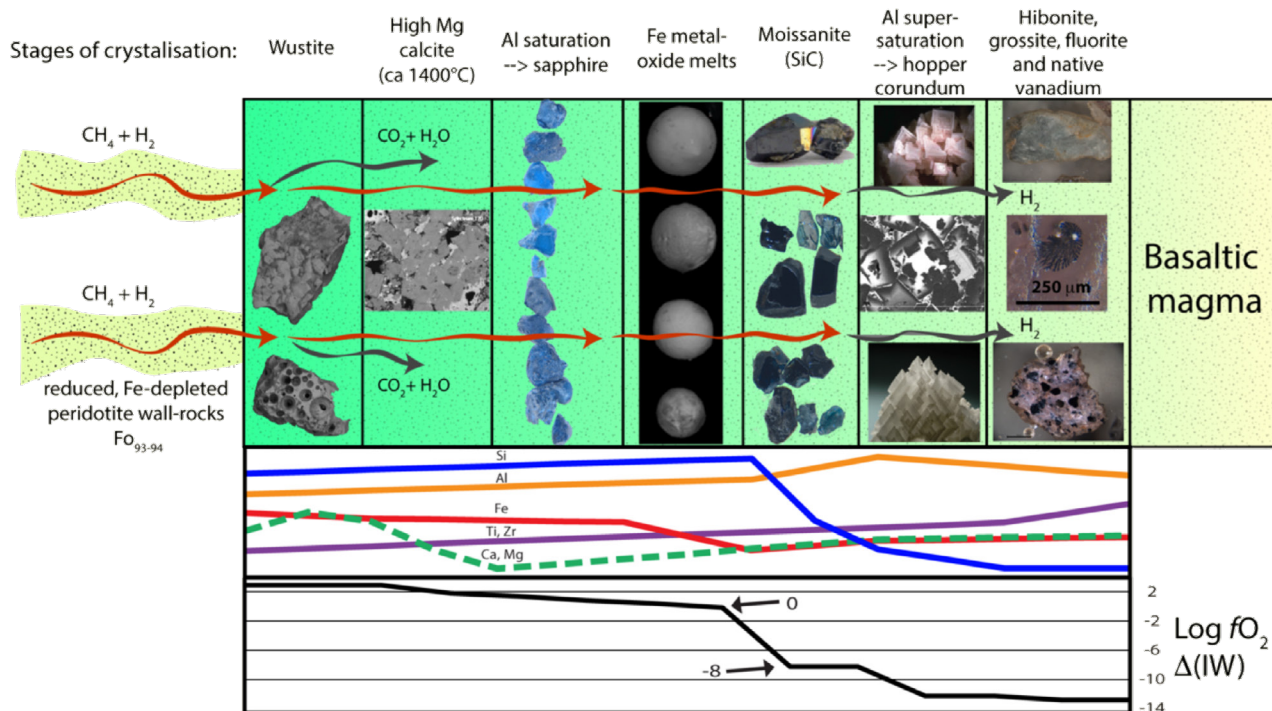 Stages of crystalisation:
Wustite
High Mg
calcite
(ca 1400°C)
Al saturation
--> sapphire
Fe metal-
oxide melts
Moissanite
(SiC)
Al super-
saturation
--> hopper
corundum
Hibonite,
grossite, fluorite
and native
vanadium
CH₄ + H₂
CO₂+ H₂O
H₂
CH₄ + H₂
CO₂+ H₂O
H₂
250 µm
Basaltic
magma
reduced, Fe-depleted
peridotite wall-rocks
Fo₉₃₋₉₄
Si
Al
Fe
Ti, Zr
Ca, Mg
0
-8
2
-2
-6
-10
-14
Log fO₂
Δ(IW)